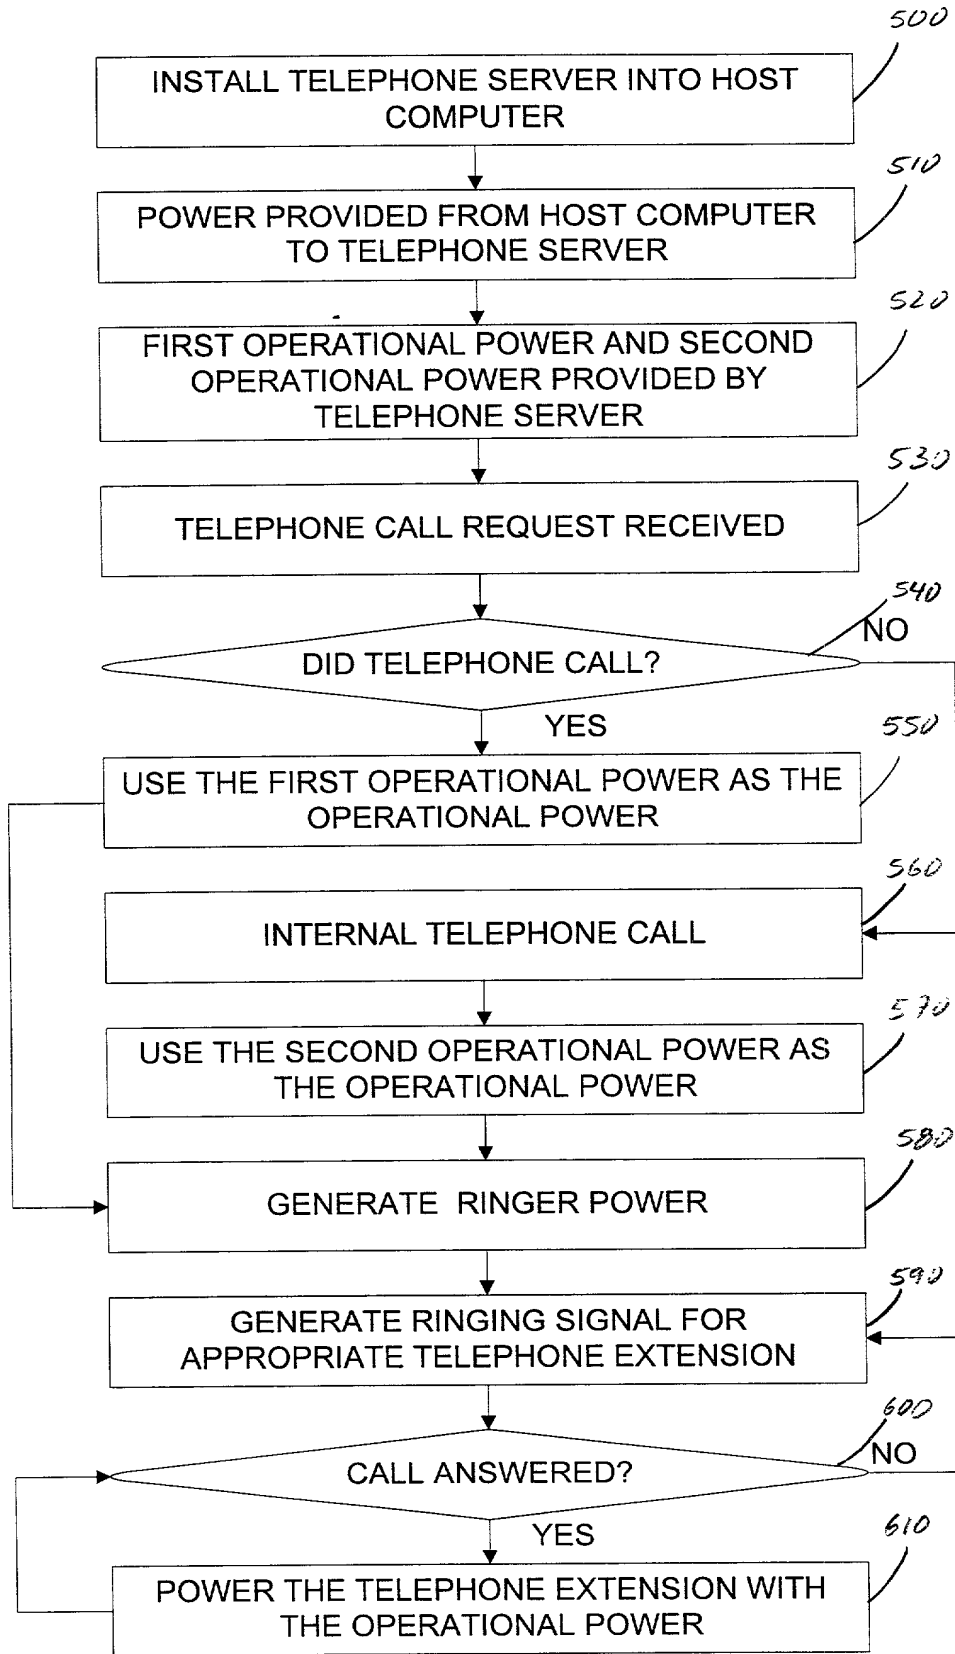 500
INSTALL TELEPHONE SERVER INTO HOST
COMPUTER
510
POWER PROVIDED FROM HOST COMPUTER
TO TELEPHONE SERVER
520
FIRST OPERATIONAL POWER AND SECOND
OPERATIONAL POWER PROVIDED BY
TELEPHONE SERVER
530
TELEPHONE CALL REQUEST RECEIVED
540
NO
DID TELEPHONE CALL?
YES
550
USE THE FIRST OPERATIONAL POWER AS THE
OPERATIONAL POWER
560
INTERNAL TELEPHONE CALL
570
USE THE SECOND OPERATIONAL POWER AS
THE OPERATIONAL POWER
580
GENERATE RINGER POWER
590
GENERATE RINGING SIGNAL FOR
APPROPRIATE TELEPHONE EXTENSION
600
NO
CALL ANSWERED?
YES
610
POWER THE TELEPHONE EXTENSION WITH
THE OPERATIONAL POWER